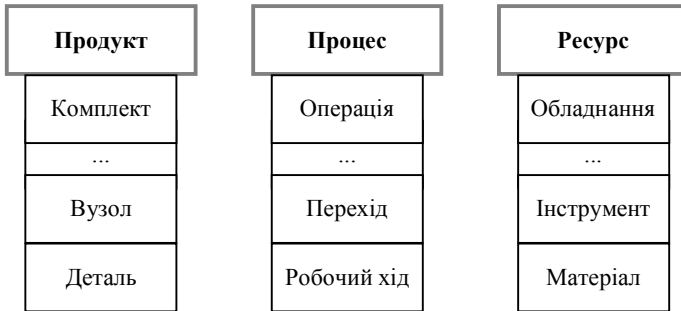 Продукт
Процес
Ресурс
Комплект
Операція
Обладнання
...
...
...
Вузол
Перехід
Інструмент
Деталь
Робочий хід
Матеріал